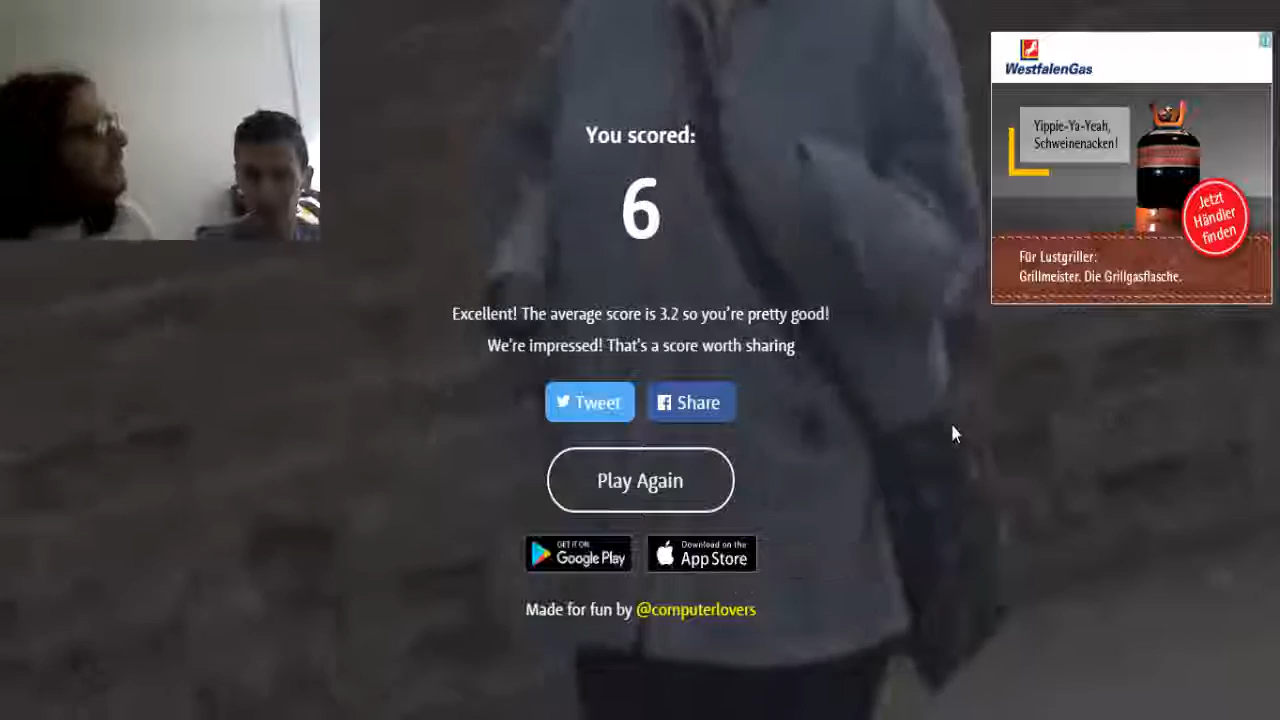 You scored:
6
Excellent! The average score is 3.2 so you're pretty good!
We're impressed! That's a score worth sharing
Tweet
Share
Play Again
GET IT ON
Google Play
Download on the
App Store
Made for fun by @computerlovers
WestfalenGas
Yippie-Ya-Yeah,
Schweinenacken!
Jetzt
Händler
finden
Für Lustgriller:
Grillmeister. Die Grillgasflasche.